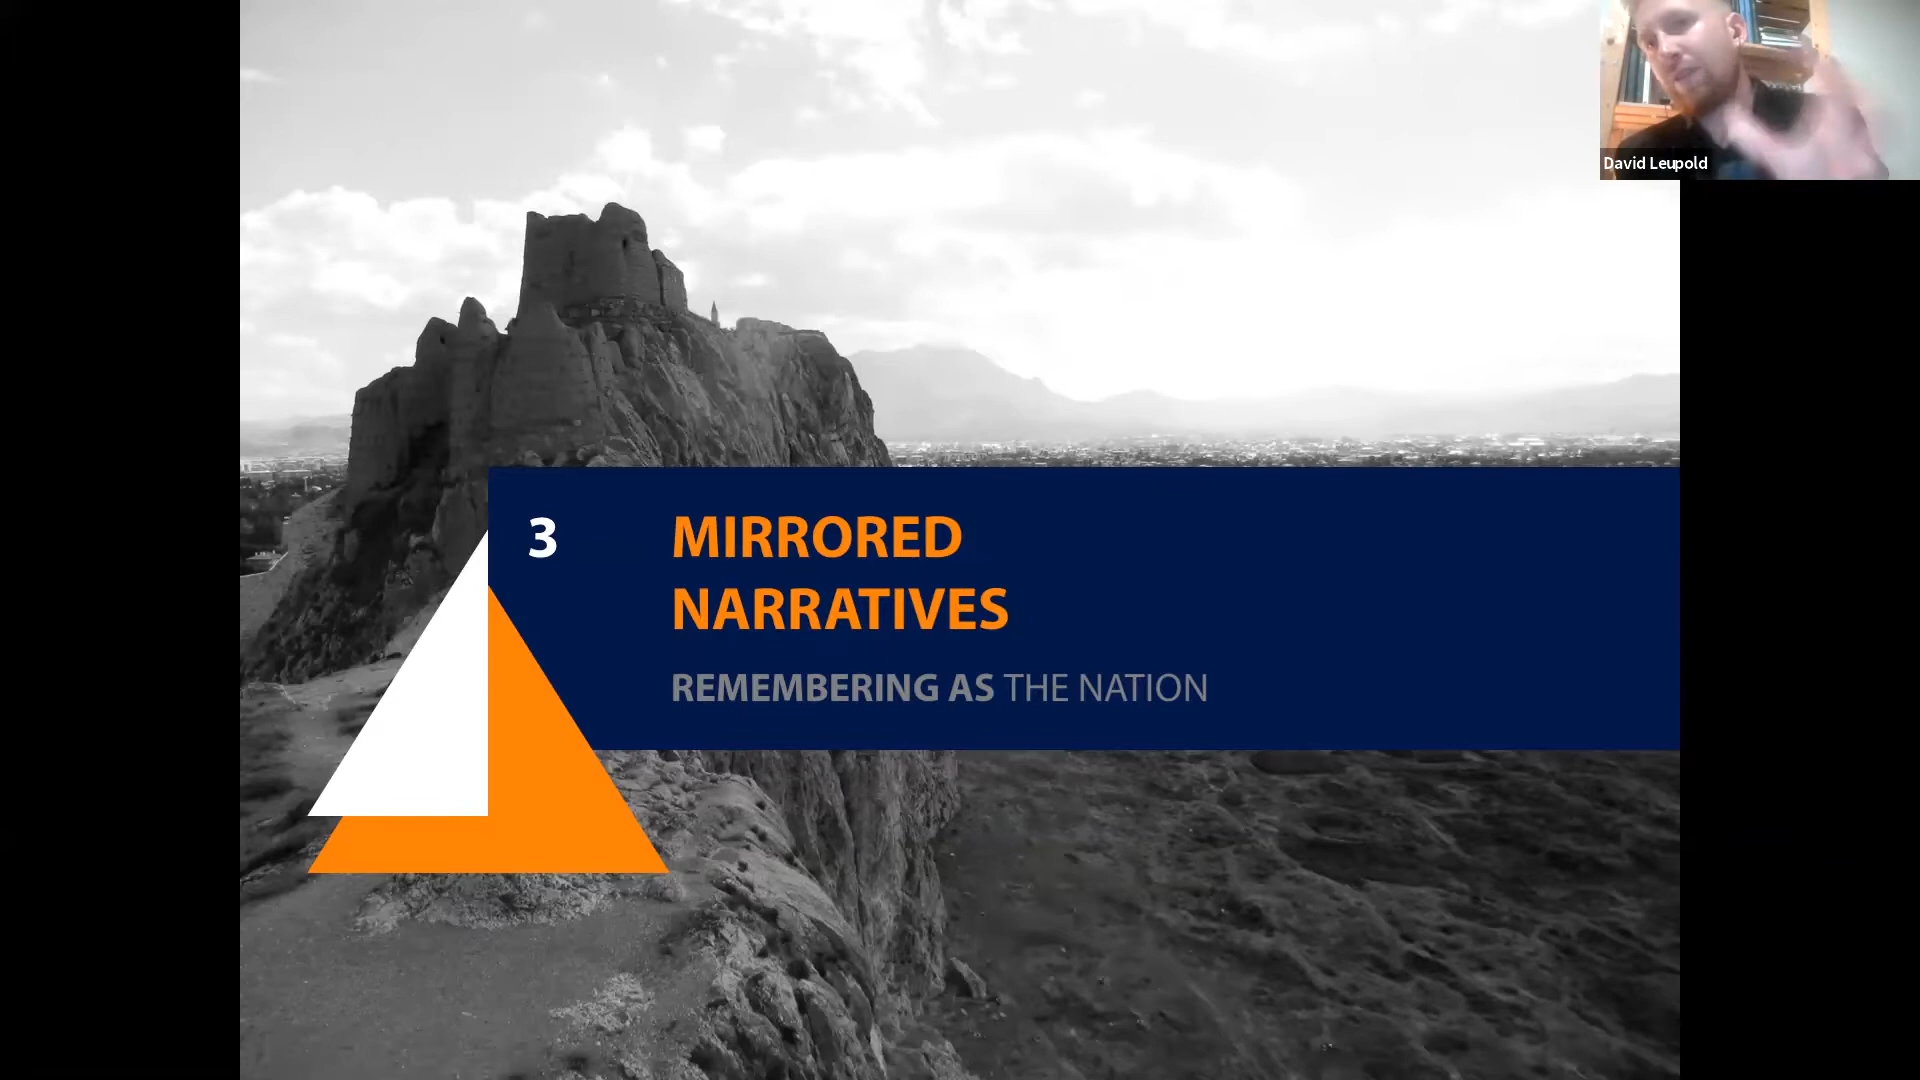 David Leupold
3
MIRRORED
NARRATIVES
REMEMBERING AS THE NATION